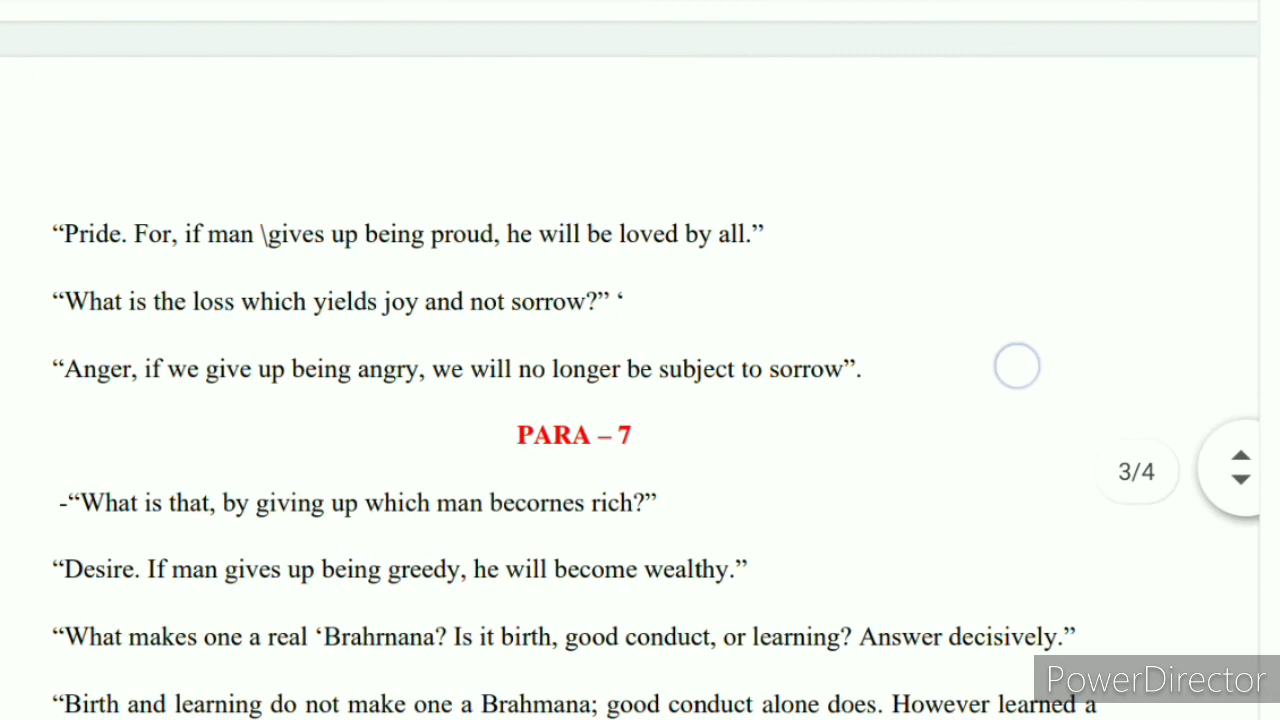 “Pride. For, if man \gives up being proud, he will be loved by all.”
“What is the loss which yields joy and not sorrow?” ‘
“Anger, if we give up being angry, we will no longer be subject to sorrow”.
PARA – 7
3/4
-“What is that, by giving up which man becornes rich?”
“Desire. If man gives up being greedy, he will become wealthy.”
“What makes one a real ‘Brahrnana? Is it birth, good conduct, or learning? Answer decisively.”
PowerDirector
“Birth and learning do not make one a Brahmana; good conduct alone does. However learned a